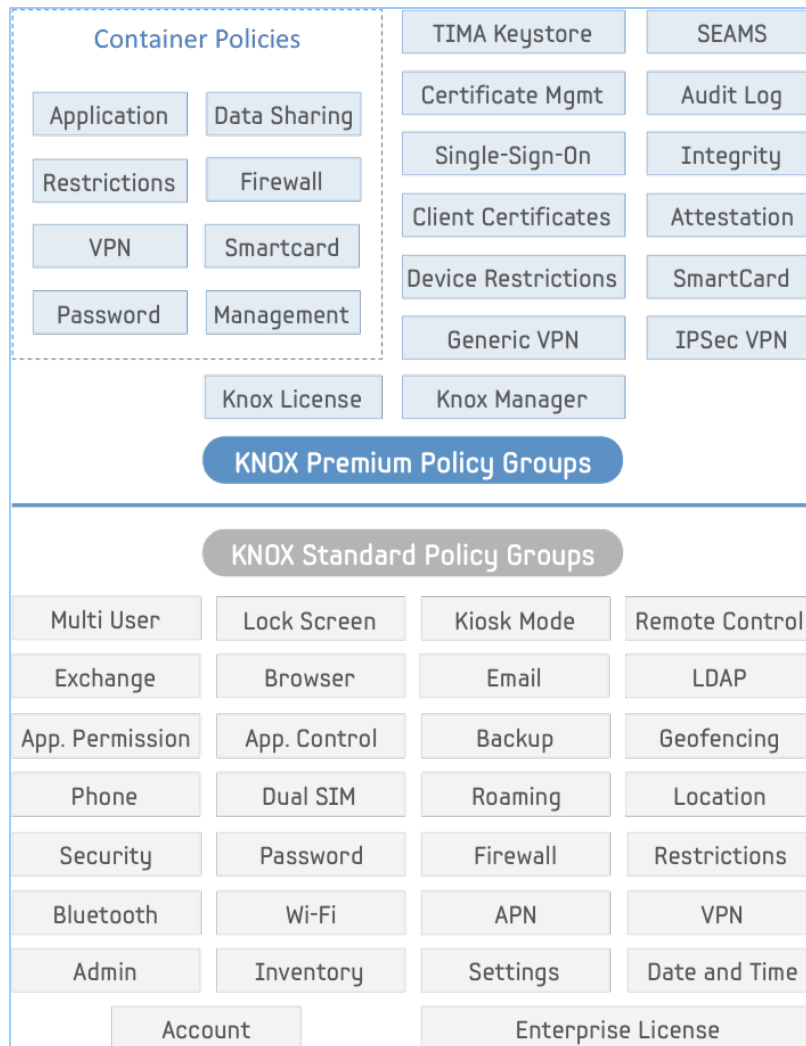 Container Policies
Application
Data Sharing
Restrictions
Firewall
VPN
Smartcard
Password
Management
TIMA Keystore
SEAMS
Certificate Mgmt
Audit Log
Single-Sign-On
Integrity
Client Certificates
Attestation
Device Restrictions
SmartCard
Generic VPN
IPSec VPN
Knox License
Knox Manager
KNOX Premium Policy Groups
KNOX Standard Policy Groups
Multi User
Lock Screen
Kiosk Mode
Remote Control
Exchange
Browser
Email
LDAP
App. Permission
App. Control
Backup
Geofencing
Phone
Dual SIM
Roaming
Location
Security
Password
Firewall
Restrictions
Bluetooth
Wi-Fi
APN
VPN
Admin
Inventory
Settings
Date and Time
Account
Enterprise License